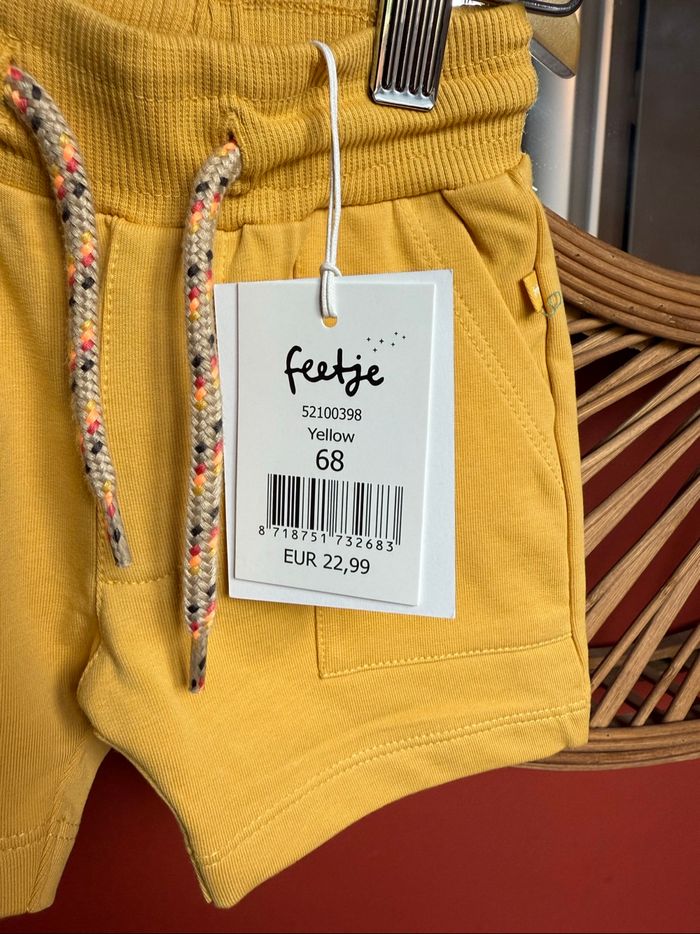 feetje
52100398
Yellow
68
8 718751 732683
EUR 22,99